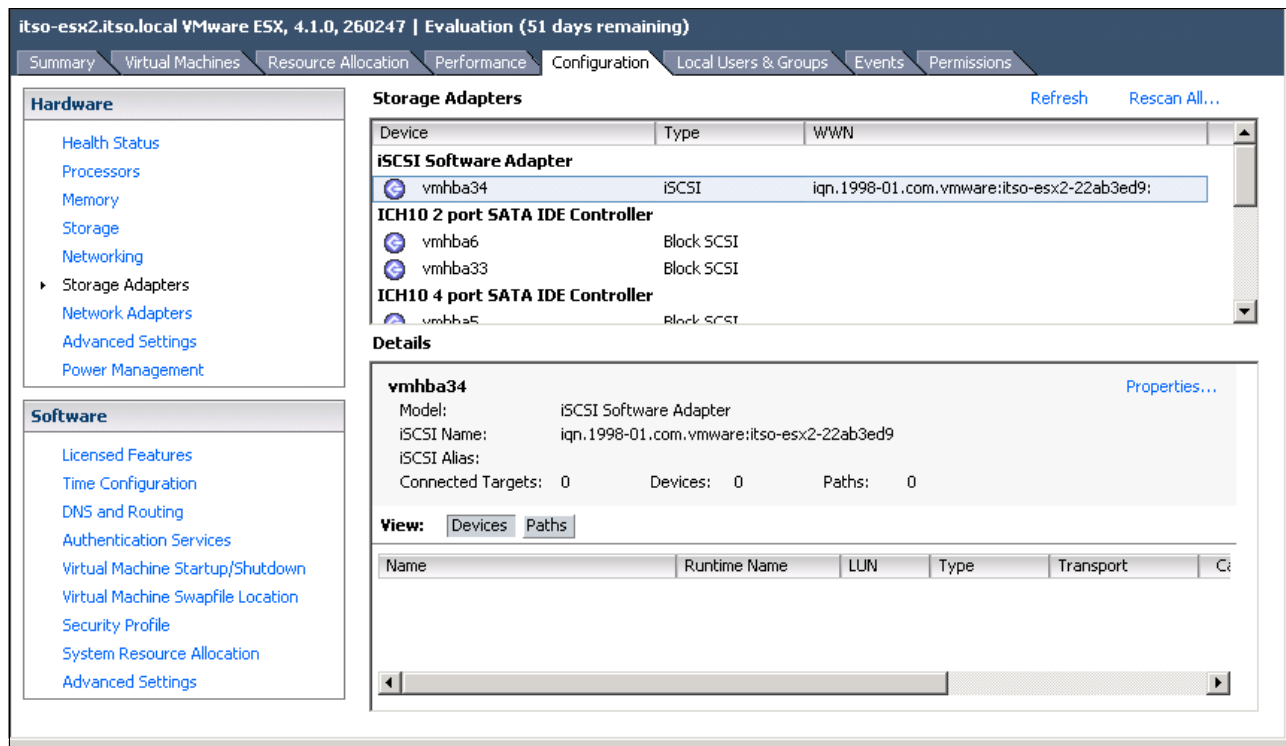 itso-esx2.itso.local VMware ESX, 4.1.0, 260247 | Evaluation (51 days remaining)
Summary Virtual Machines Resource Allocation Performance Configuration Local Users & Groups Events Permissions
Hardware
Health Status
Processors
Memory
Storage
Networking
Storage Adapters
Network Adapters
Advanced Settings
Power Management
Software
Licensed Features
Time Configuration
DNS and Routing
Authentication Services
Virtual Machine Startup/Shutdown
Virtual Machine Swapfile Location
Security Profile
System Resource Allocation
Advanced Settings
Storage Adapters Refresh Rescan All...
Device Type WWN
iSCSI Software Adapter
vmhba34 iSCSI iqn.1998-01.com.vmware:itso-esx2-22ab3ed9:
ICH10 2 port SATA IDE Controller
vmhba6 Block SCSI
vmhba33 Block SCSI
ICH10 4 port SATA IDE Controller
vmhba5 Block SCSI
Details
vmhba34 Properties...
Model: iSCSI Software Adapter
iSCSI Name: iqn.1998-01.com.vmware:itso-esx2-22ab3ed9
iSCSI Alias:
Connected Targets: 0 Devices: 0 Paths: 0
View: Devices Paths
Name Runtime Name LUN Type Transport